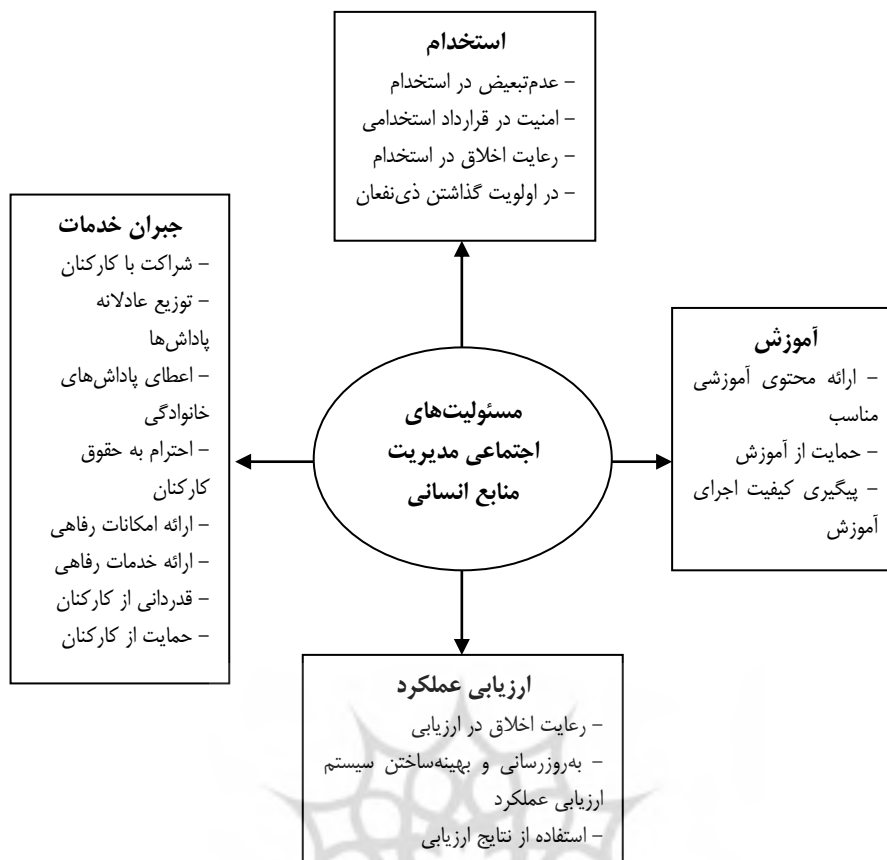 استخدام
- عدم‌تبعیض در استخدام
- امنیت در قرارداد استخدامی
- رعایت اخلاق در استخدام
- در اولویت گذاشتن ذی‌نفعان
جبران خدمات
- شراکت با کارکنان
- توزیع عادلانه
پاداش‌ها
- اعطای پاداش‌های
خانوادگی
- احترام به حقوق
کارکنان
- ارائه امکانات رفاهی
- ارائه خدمات رفاهی
- قدردانی از کارکنان
- حمایت از کارکنان
مسئولیت‌های
اجتماعی مدیریت
منابع انسانی
آموزش
- ارائه محتوی آموزشی
مناسب
- حمایت از آموزش
- پیگیری کیفیت اجرای
آموزش
ارزیابی عملکرد
- رعایت اخلاق در ارزیابی
- به‌روزرسانی و بهینه‌ساختن سیستم
ارزیابی عملکرد
- استفاده از نتایج ارزیابی